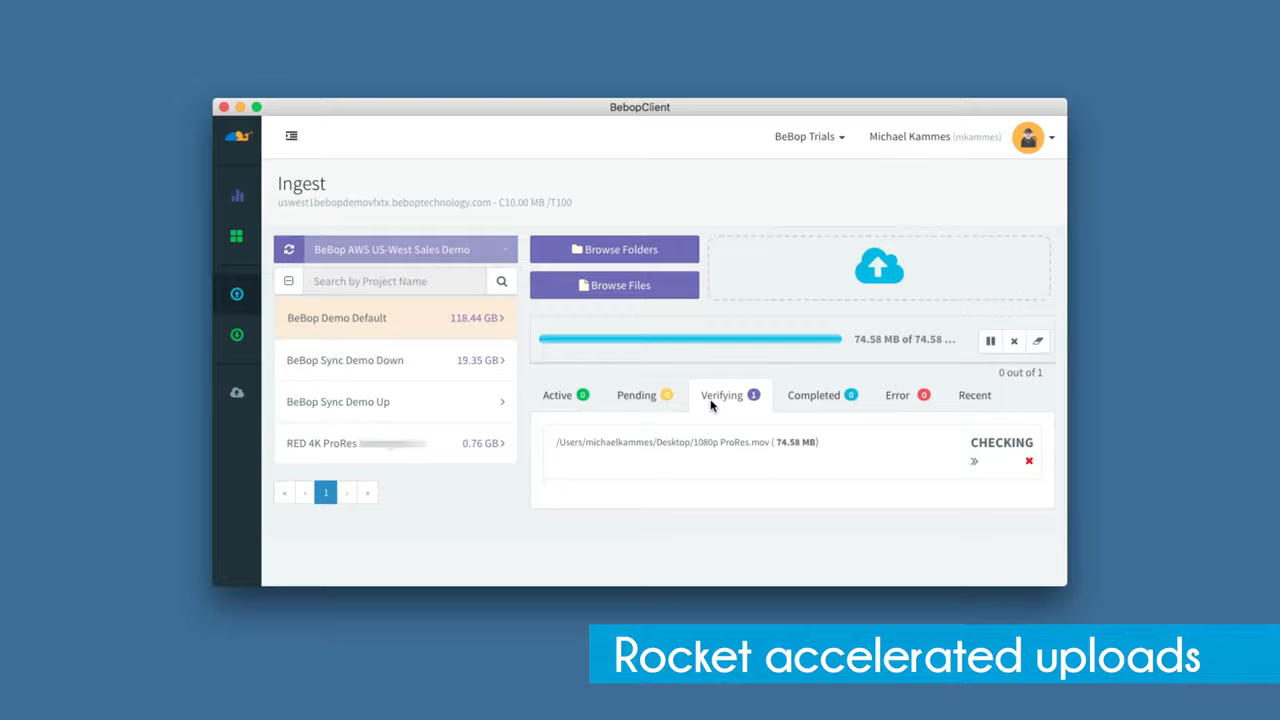 BebopClient
BeBop Trials
Michael Kammes (mkammes)
Ingest
uswest1bebopdemovfxtx.beboptechnology.com - C10.00 MB /T100
BeBop AWS US-West Sales Demo
Search by Project Name
BeBop Demo Default 118.44 GB
BeBop Sync Demo Down 19.35 GB
BeBop Sync Demo Up
RED 4K ProRes 0.76 GB
« ‹ 1 › »
Browse Folders
Browse Files
74.58 MB of 74.58 ...
0 out of 1
Active 0 Pending 0 Verifying 1 Completed 0 Error 0 Recent
/Users/michaelkammes/Desktop/1080p ProRes.mov ( 74.58 MB)
CHECKING
Rocket accelerated uploads